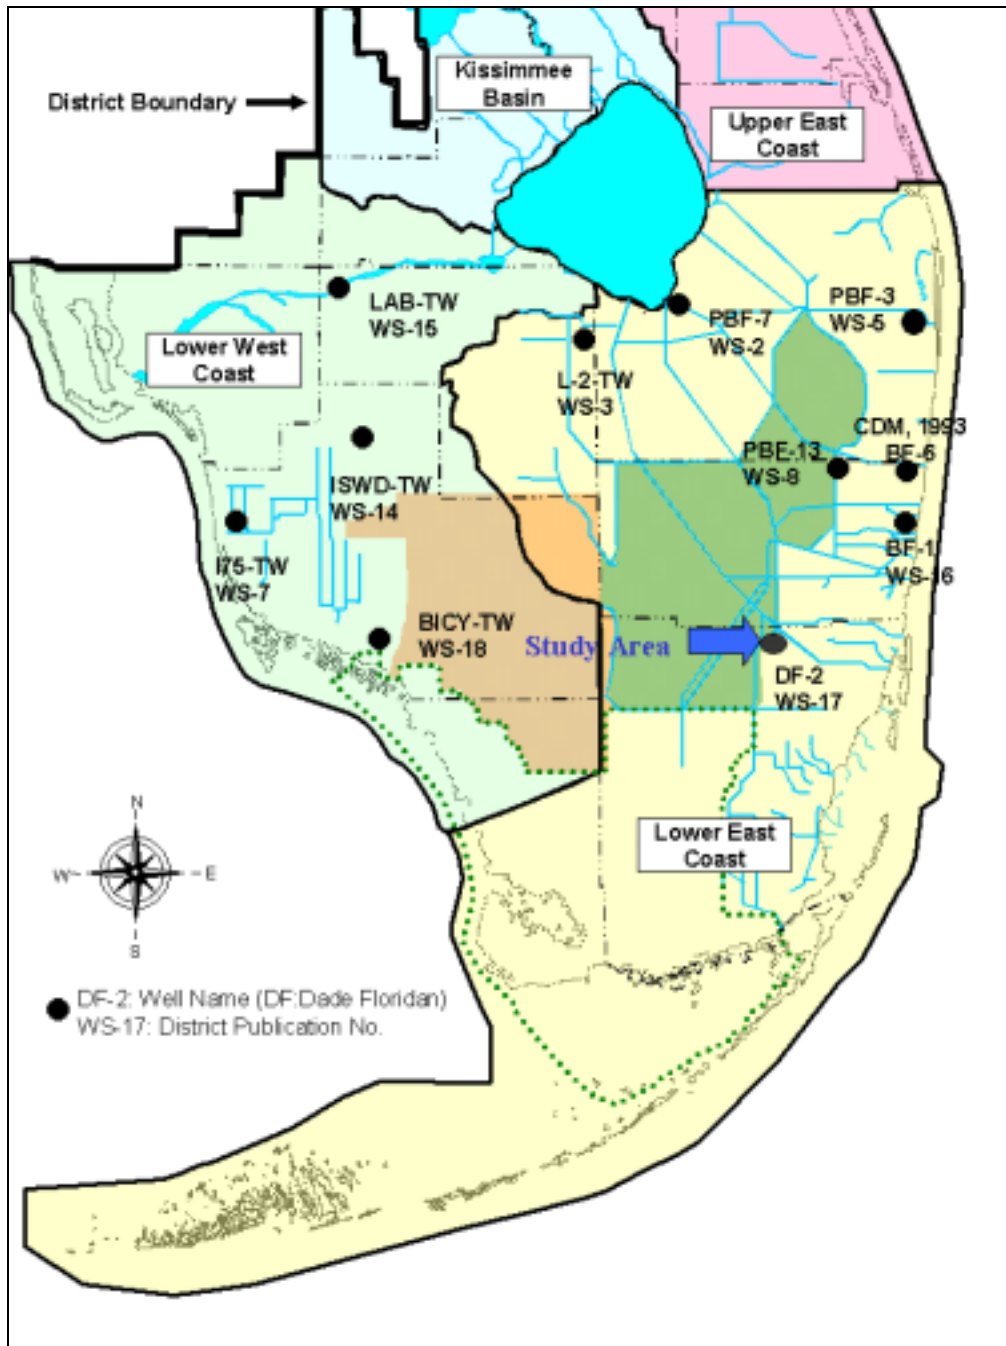 Kissimmee
Basin
District Boundary
Upper East
Coast
LAB-TW
WS-15
PBF-3
WS-5
PBF-7
WS-2
Lower West
Coast
L-2-TW
WS-3
CDM, 1993
BF-6
PBE-13
WS-8
ISWD-TW
WS-14
BF-1
WS-16
I75-TW
WS-7
BICY-TW
WS-18
Study Area
DF-2
WS-17
Lower East
Coast
N
W
E
S
DF-2: Well Name (DF:Dade Floridan)
WS-17: District Publication No.